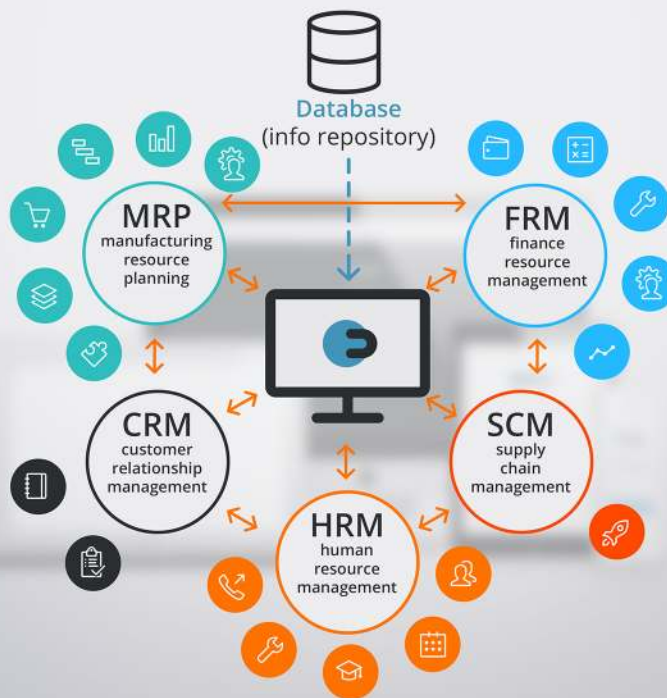 Database
(info repository)
MRP
manufacturing
resource
planning
FRM
finance
resource
management
CRM
customer
relationship
management
SCM
supply
chain
management
HRM
human
resource
management